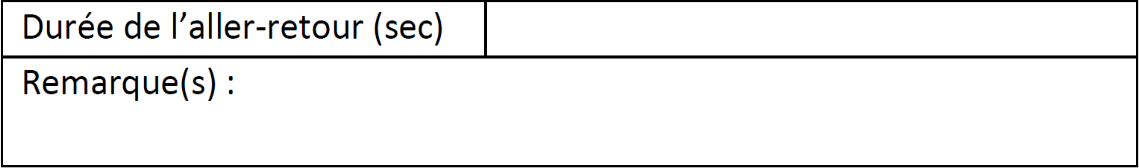 Durée de l’aller-retour (sec)
Remarque(s) :